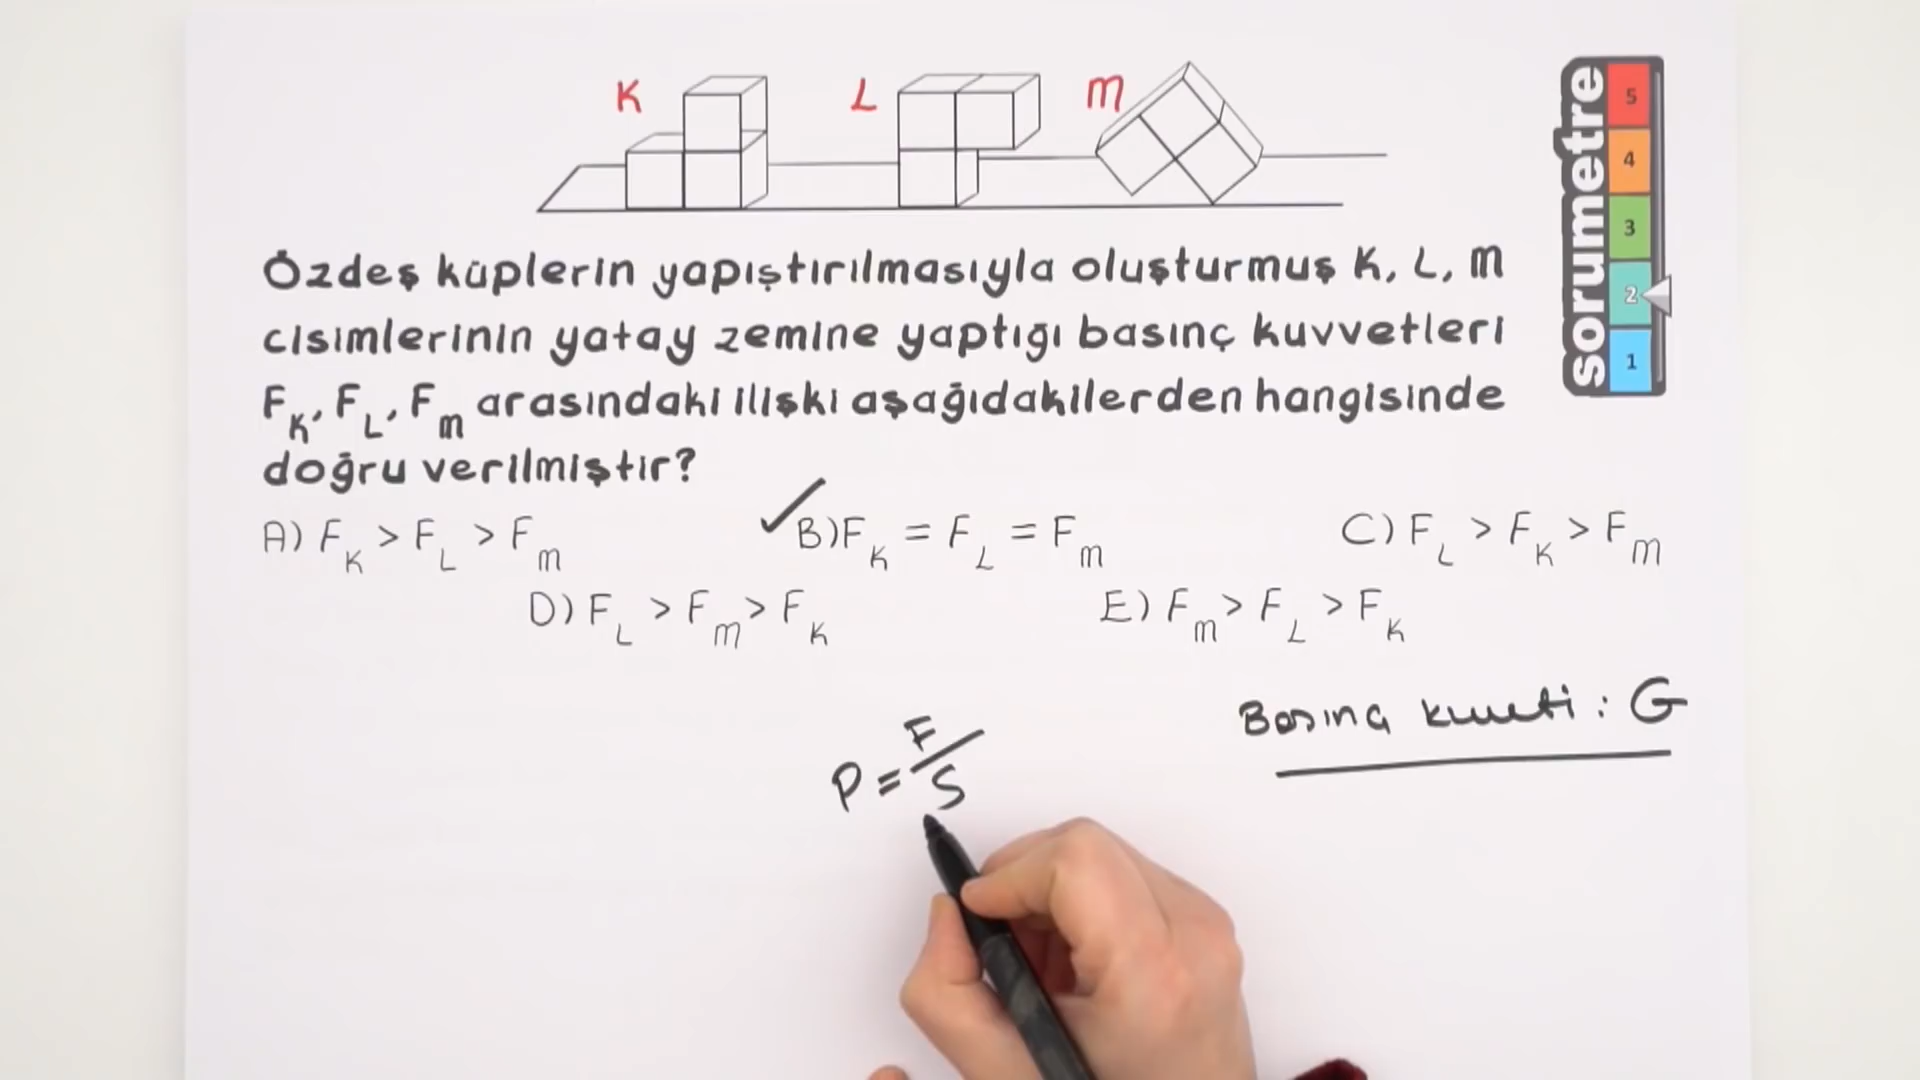 K L M
Özdeş küplerin yapıştırılmasıyla oluşturmuş K, L, M
cisimlerinin yatay zemine yaptığı basınç kuvvetleri
F_K, F_L, F_M arasındaki ilişki aşağıdakilerden hangisinde
doğru verilmiştir?
A) F_K > F_L > F_M B) F_K = F_L = F_M C) F_L > F_K > F_M
D) F_L > F_M > F_K E) F_M > F_L > F_K
Basınç kuvveti : G
P = F/S
sorumetre
5
4
3
2
1